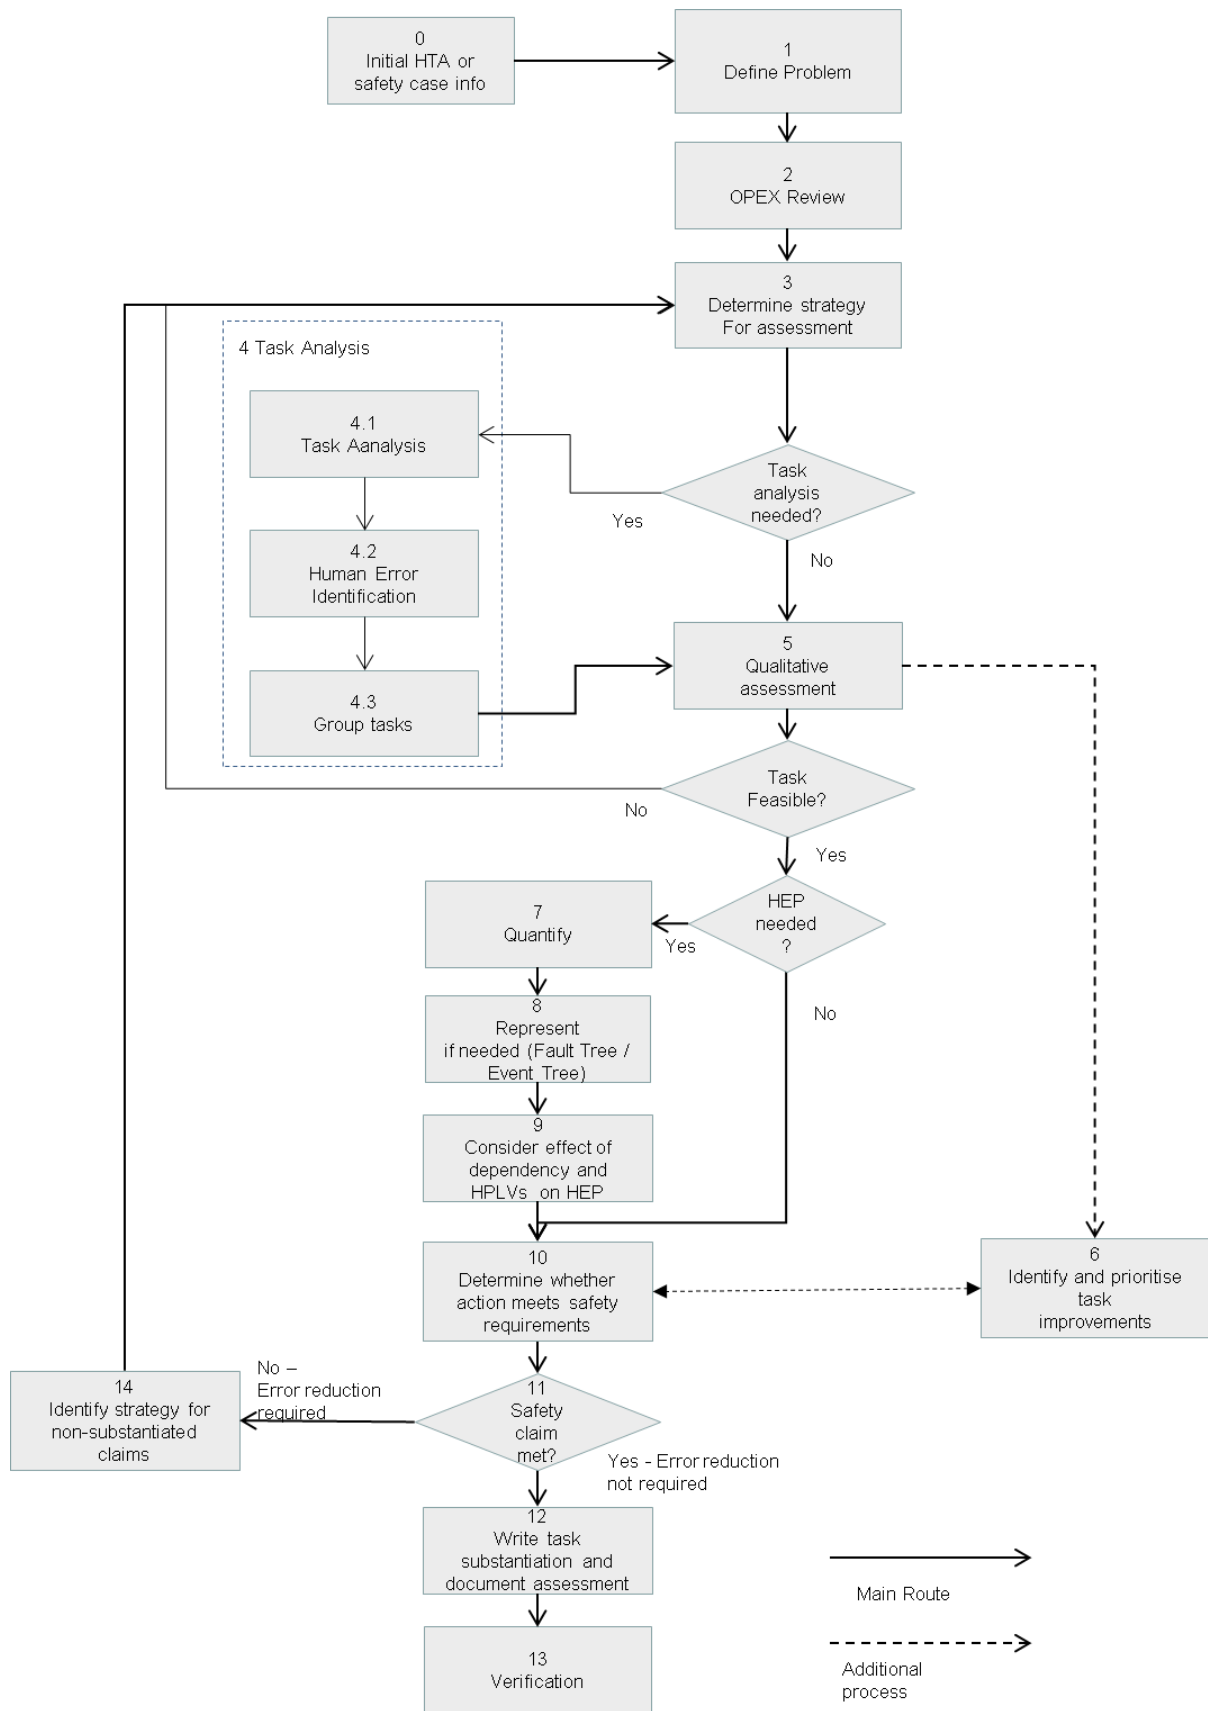 0
Initial HTA or
safety case info
1
Define Problem
2
OPEX Review
3
Determine strategy
For assessment
4 Task Analysis
4.1
Task Aanalysis
Task
analysis
needed?
Yes
No
4.2
Human Error
Identification
4.3
Group tasks
5
Qualitative
assessment
Task
Feasible?
No
Yes
HEP
needed
?
Yes
No
7
Quantify
8
Represent
if needed (Fault Tree /
Event Tree)
9
Consider effect of
dependency and
HPLVs on HEP
10
Determine whether
action meets safety
requirements
6
Identify and prioritise
task
improvements
No –
Error reduction
required
14
Identify strategy for
non-substantiated
claims
11
Safety
claim
met?
Yes - Error reduction
not required
12
Write task
substantiation and
document assessment
13
Verification
Main Route
Additional
process